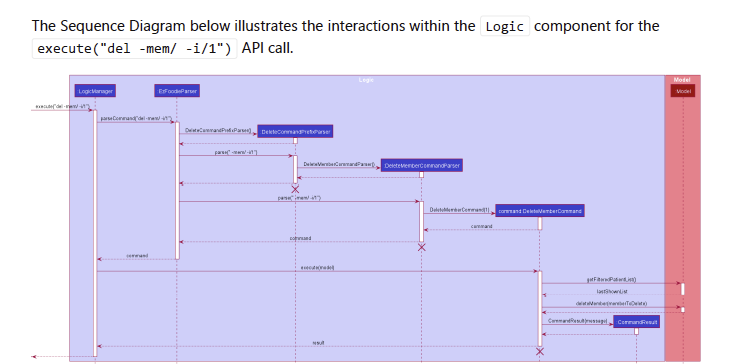 The Sequence Diagram below illustrates the interactions within the Logic component for the
execute("del -mem/ -i/1") API call.
Logic
Model
LogicManager
EzFoodieParser
:Model
execute("del -mem/ -i/1")
parseCommand("del -mem/ -i/1")
DeleteCommandPrefixParser()
:DeleteCommandPrefixParser
parse(" -mem/ -i/1")
DeleteMemberCommandParser()
:DeleteMemberCommandParser
parse(" -mem/ -i/1")
DeleteMemberCommand(1)
command:DeleteMemberCommand
command
command
command
execute(model)
getFilteredPatientList()
lastShownList
deleteMember(memberToDelete)
CommandResult(message)
:CommandResult
result